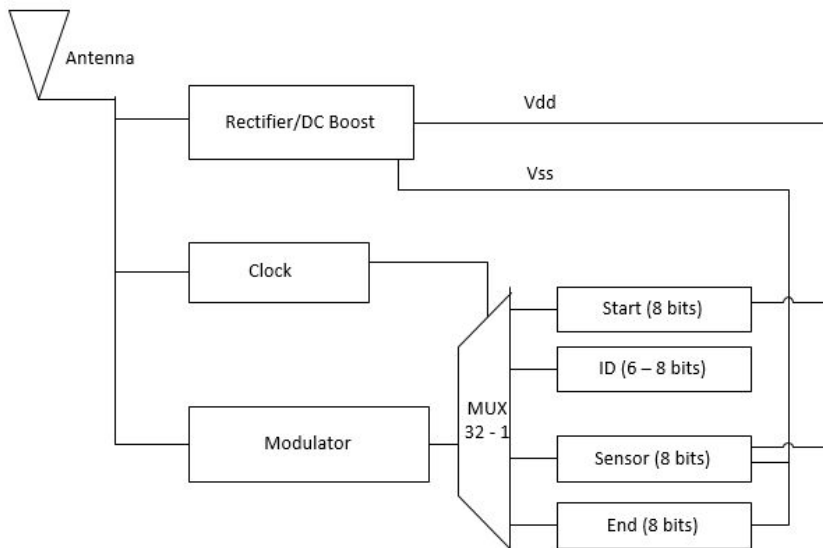 Antenna
Rectifier/DC Boost
Vdd
Vss
Clock
Start (8 bits)
ID (6 – 8 bits)
MUX
32 - 1
Modulator
Sensor (8 bits)
End (8 bits)